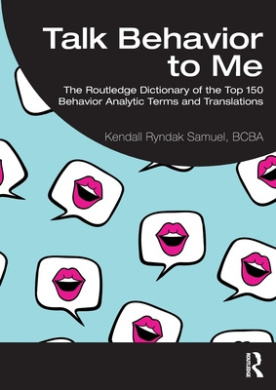 Talk Behavior
to Me
The Routledge Dictionary of the Top 150
Behavior Analytic Terms and Translations
Kendall Ryndak Samuel, BCBA
Routledge